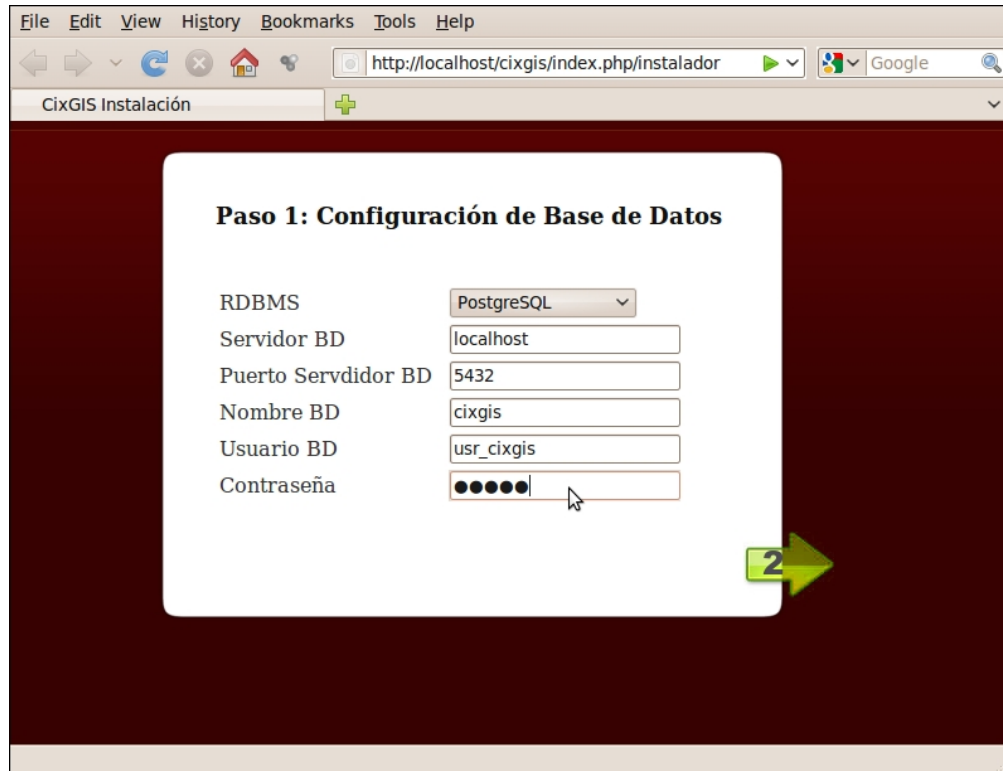 File Edit View History Bookmarks Tools Help
http://localhost/cixgis/index.php/instalador Google
CixGIS Instalación
Paso 1: Configuración de Base de Datos
RDBMS PostgreSQL
Servidor BD localhost
Puerto Servdidor BD 5432
Nombre BD cixgis
Usuario BD usr_cixgis
Contraseña ●●●●●
2